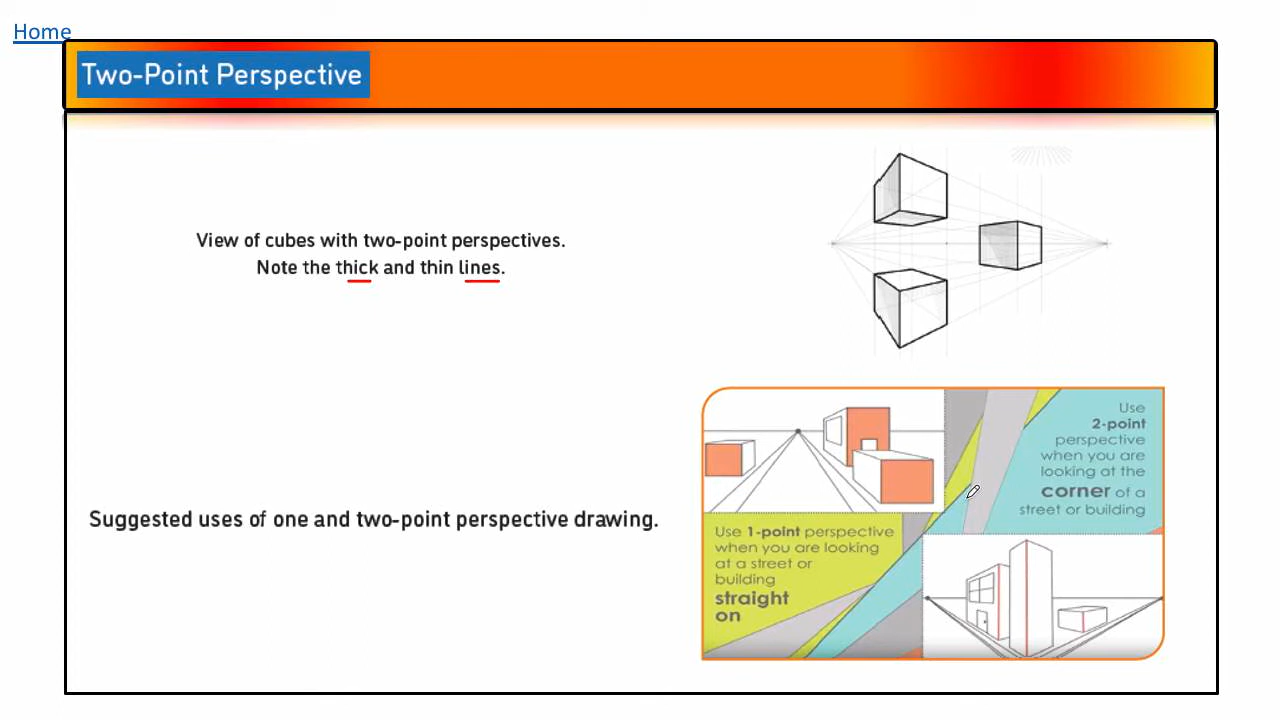 Home
Two-Point Perspective
View of cubes with two-point perspectives.
Note the thick and thin lines.
Suggested uses of one and two-point perspective drawing.
Use
2-point
perspective
when you are
looking at the
corner of a
street or building
Use 1-point perspective
when you are looking
at a street or
building
straight
on